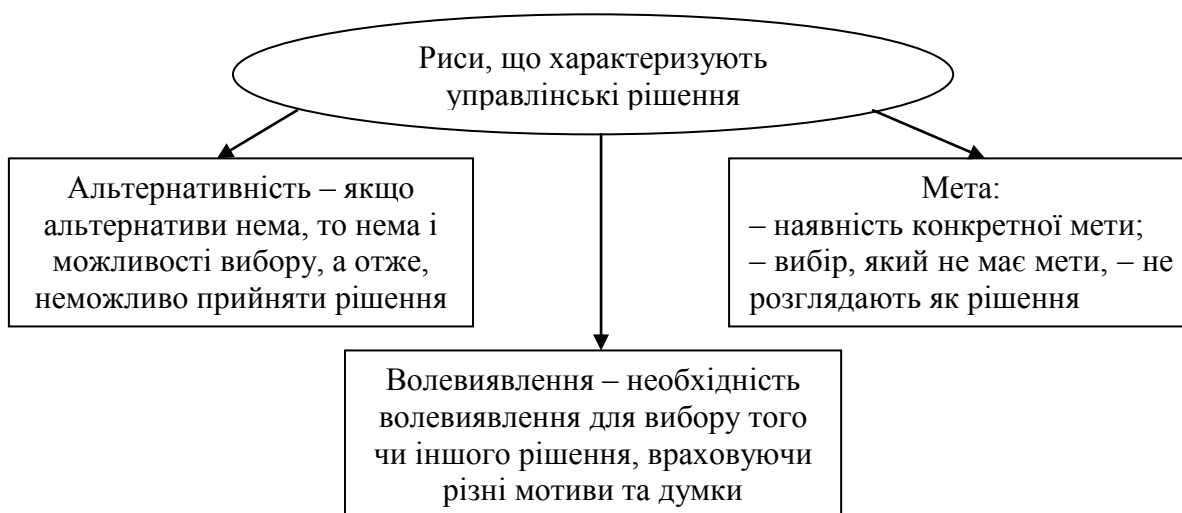 Риси, що характеризують
управлінські рішення
Альтернативність – якщо
альтернативи нема, то нема і
можливості вибору, а отже,
неможливо прийняти рішення
Мета:
– наявність конкретної мети;
– вибір, який не має мети, – не
розглядають як рішення
Волевиявлення – необхідність
волевиявлення для вибору того
чи іншого рішення, враховуючи
різні мотиви та думки